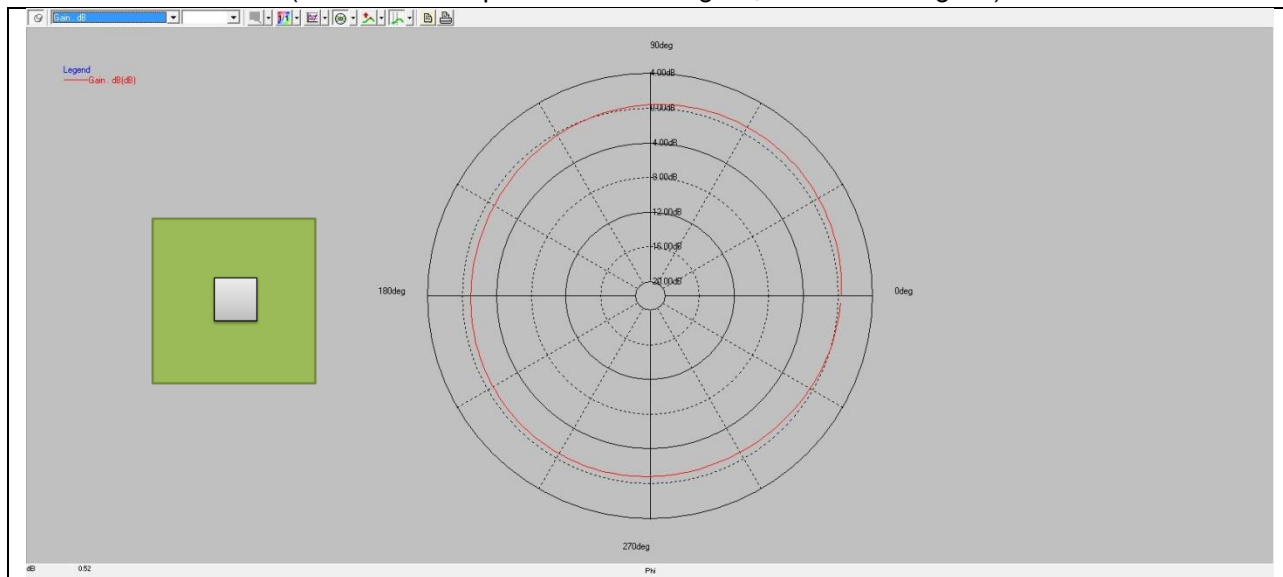 Gain . dB
90deg
Legend
Gain . dB(dB)
4.00dB
0.00dB
4.00dB
8.00dB
12.00dB
16.00dB
20.00dB
180deg
0deg
270deg
dB 0.52
Phi